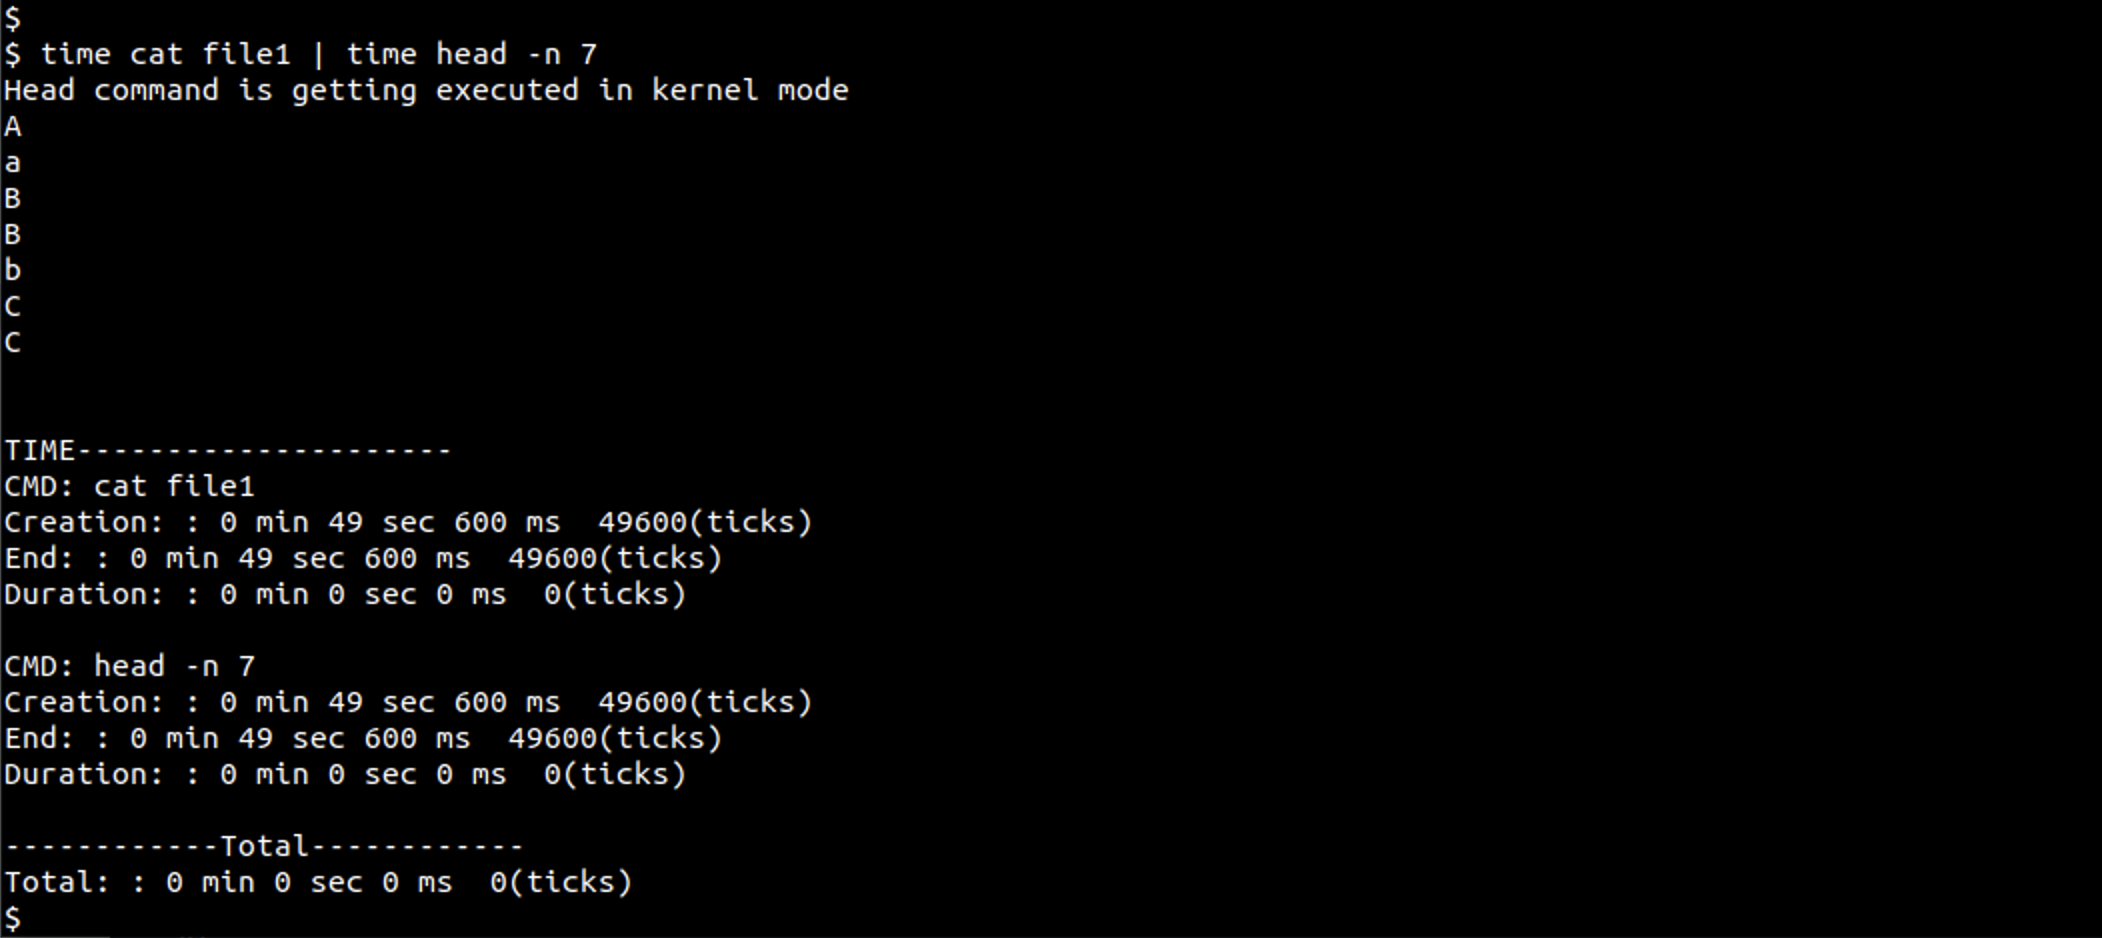 $
$ time cat file1 | time head -n 7
Head command is getting executed in kernel mode
A
a
B
B
b
C
C
TIME---------------------
CMD: cat file1
Creation: : 0 min 49 sec 600 ms  49600(ticks)
End: : 0 min 49 sec 600 ms  49600(ticks)
Duration: : 0 min 0 sec 0 ms  0(ticks)
CMD: head -n 7
Creation: : 0 min 49 sec 600 ms  49600(ticks)
End: : 0 min 49 sec 600 ms  49600(ticks)
Duration: : 0 min 0 sec 0 ms  0(ticks)
------------Total------------
Total: : 0 min 0 sec 0 ms  0(ticks)
$